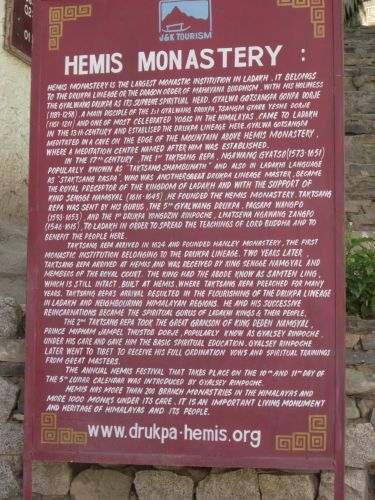 J&K TOURISM
HEMIS MONASTERY :
HEMIS MONASTERY IS THE LARGEST MONASTIC INSTITUTION IN LADAKH . IT BELONGS
TO THE DRUKPA LINEAGE OR THE DRAGON ORDER OF MAHAYANA BUDDHISM , WITH HIS HOLINESS
THE GYALWANG DRUKPA AS ITS SUPREME SPIRITUAL HEAD. GYALWA GOTSANGPA GONPA DORJE
(1189-1258), A MAIN DISCIPLE OF THE 1ST GYALWANG DRUKPA, TSANGPA GYARE YESHE DORJE
(1161-1211) AND ONE OF MOST CELEBRATED YOGIS IN THE HIMALAYAS , CAME TO LADAKH
IN THE 13TH CENTURY AND ESTABLISED THE DRUKPA LINEAGE HERE. GYALWA GOTSANGPA
MEDITATED IN A CAVE ON THE EDGE OF THE MOUNTAIN ABOVE HEMIS MONASTERY ,
WHERE A MEDITATION CENTRE NAMED AFTER HIM WAS ESTABLISHED.
IN THE 17TH CENTURY , THE 1ST TAKTSANG REPA , NGAWANG GYATSO (1573-1651)
POPULARLY KNOWN AS "TAKTSANG SHAMBUNATH" AND ALSO IN LADAKHI LANGUAGE
AS "STAKTSANG RASPA", WHO WAS ANOTHER GREAT DRUKPA LINEAGE MASTER, BECAME
THE ROYAL PRECEPTOR OF THE KINGDOM OF LADAKH AND WITH THE SUPPORT OF
KIND SENGGE NAMGYAL (1616-1645), HE FOUNDED THE HEMIS MONASTERY. TAKTSANG
REPA WAS SENT BY HIS GURUS, THE 5TH GYALWANG DRUKPA, PAGSAM WANGPO
(1593-1653) AND THE 1ST DRUKPA YONGDZIN RINPOCHE , LHATSEWA NGAWANG ZANGPO
(1546-1615), TO LADAKH IN ORDER TO SPREAD THE TEACHINGS OF LORD BUDDHA AND TO
BENEFIT THE PEOPLE HERE.
TAKTSANG REPA ARRIVED IN 1624 AND FOUNDED HANLEY MONASTERY , THE FIRST
MONASTIC INSTITUTION BELONGING TO THE DRUKPA LINEAGE. TWO YEARS LATER ,
TAKTSANG REPA ARRIVED AT HEMIS AND WAS RECEIVED BY KING SENGGE NAMGYAL AND
MEMBERS OF THE ROYAL COURT. THE KING HAD THE ABODE KNOW AS SAMTEN LING ,
WHICH IS STILL INTACT , BUILT AT HEMIS, WHERE TAKTSANG REPA PREACHED FOR MANY
YEARS. TAKTSANG REPA'S ARRIVAL RESULTED IN THE FLOURISHING OF THE DRUKPA LINEAGE
IN LADAKH AND NEIGHBOURING HIMALAYAN REGIONS. HE AND HIS SUCCESSIVE
REINCARNATIONS BECAME THE SPIRITUAL GURUS OF LADAKHI KINGS & THEIR PEOPLE,
THE 2ND TAKTSANG REPA TOOK THE GREAT GRANSON OF KING DDEN NAMGYAL ,
PRINCE MIPHAM JAMPEL THUSTOB DORJE , POPULARLY KNOW AS GYALSEY RINPOCHE ,
UNDER HIS CARE AND GAVE HIM THE BASIC SPIRITUAL EDUCATION. GYALSEY RINPOCHE
LATER WENT TO TIBET TO RECEIVE HIS FULL ORDINATION VOWS AND SPIRITUAL TRAININGS
FROM GREAT MASTERS.
THE ANNUAL HEMIS FESTIVAL THAT TAKES PLACE ON THE 10TH AND 11TH DAY OF
THE 5TH LUNAR CALENDAR WAS INTRODUCED BY GYALSEY RINPOCHE.
HEMIS HAS MORE THAN 200 BRANCH MONASTRIES IN THE HIMALAYAS AND
MORE 1000 MONKS UNDER ITS CARE . IT IS AN IMPORTANT LIVING MONUMENT
AND HERITAGE OF HIMALAYAS AND ITS PEOPLE.
www.drukpa-hemis.org